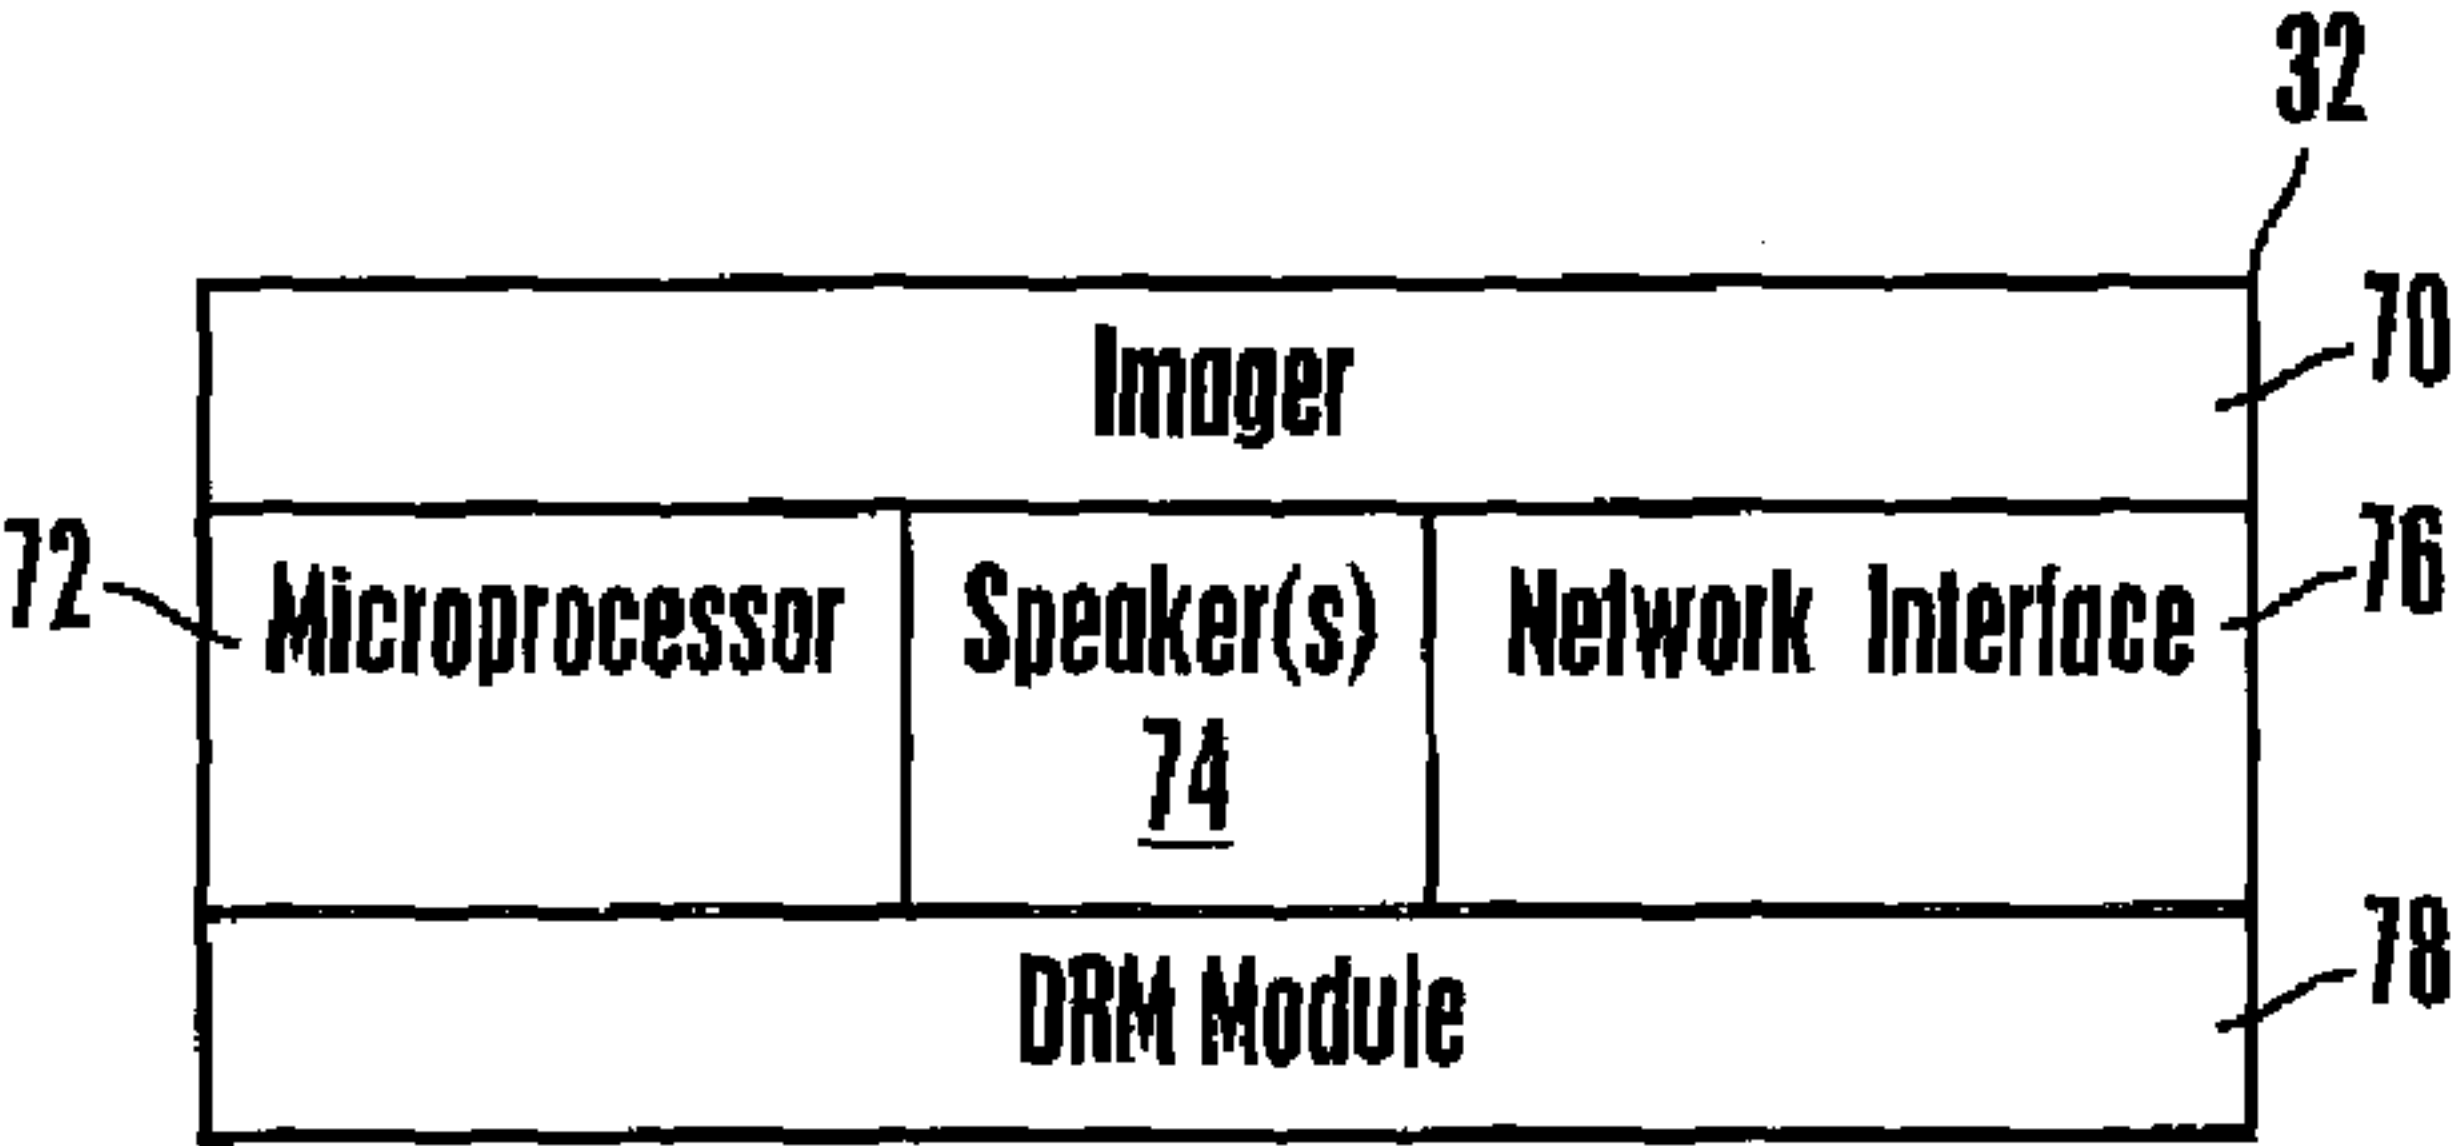 32
Imager
70
72
Microprocessor
Speaker(s)
74
Network Interface
76
DRM Module
78